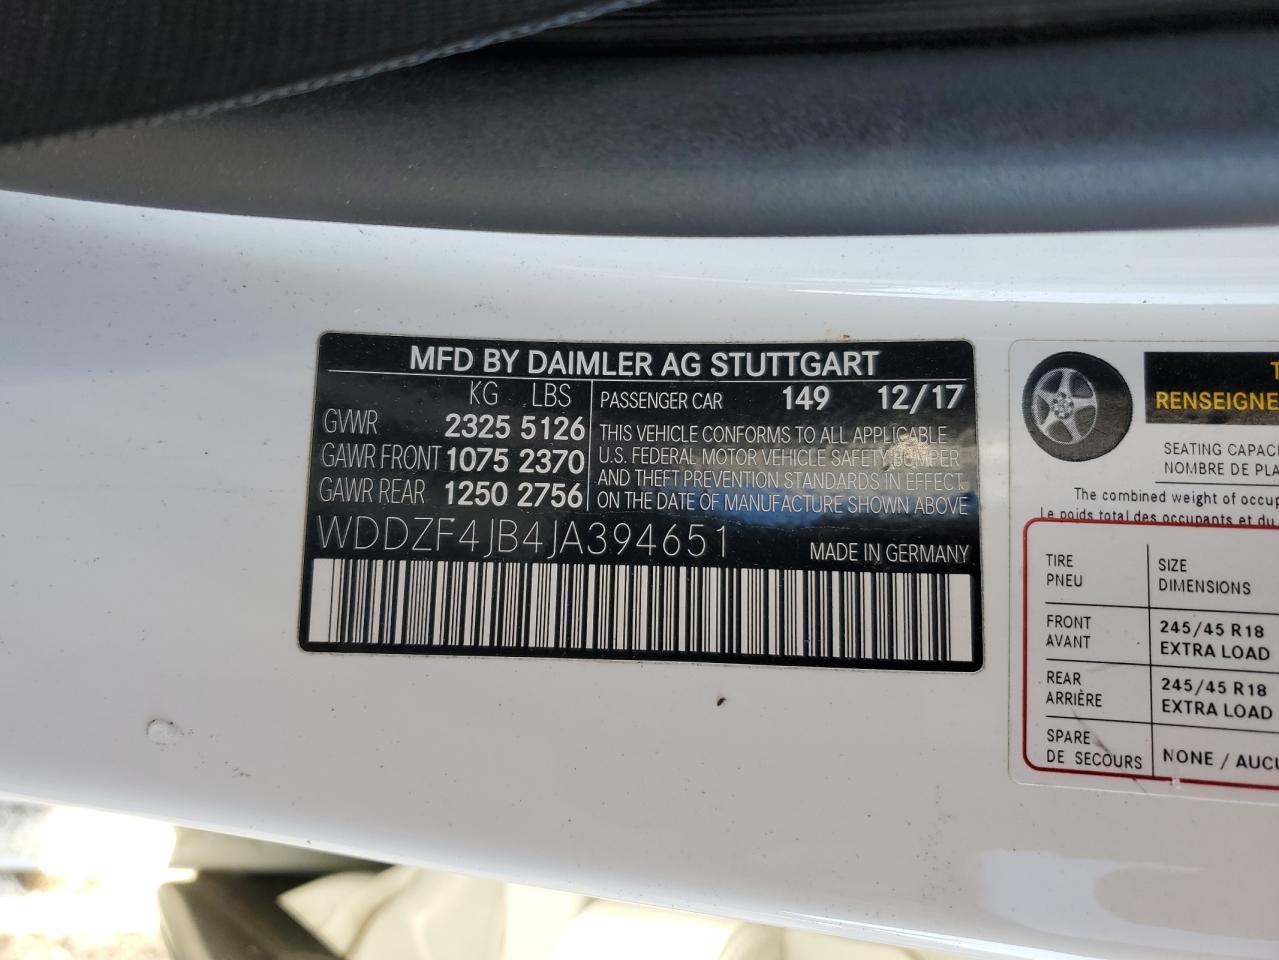 MFD BY DAIMLER AG STUTTGART
KG LBS
GVWR 2325 5126
GAWR FRONT 1075 2370
GAWR REAR 1250 2756
PASSENGER CAR 149 12/17
THIS VEHICLE CONFORMS TO ALL APPLICABLE
U.S. FEDERAL MOTOR VEHICLE SAFETY BUMPER
AND THEFT PREVENTION STANDARDS IN EFFECT
ON THE DATE OF MANUFACTURE SHOWN ABOVE
WDDZF4JB4JA394651
MADE IN GERMANY
RENSEIGNE
SEATING CAPAC
NOMBRE DE PLA
The combined weight of occup
Le poids total des occupants et du
TIRE SIZE
PNEU DIMENSIONS
FRONT 245/45 R18
AVANT EXTRA LOAD
REAR 245/45 R18
ARRIÈRE EXTRA LOAD
SPARE
DE SECOURS NONE / AUCU